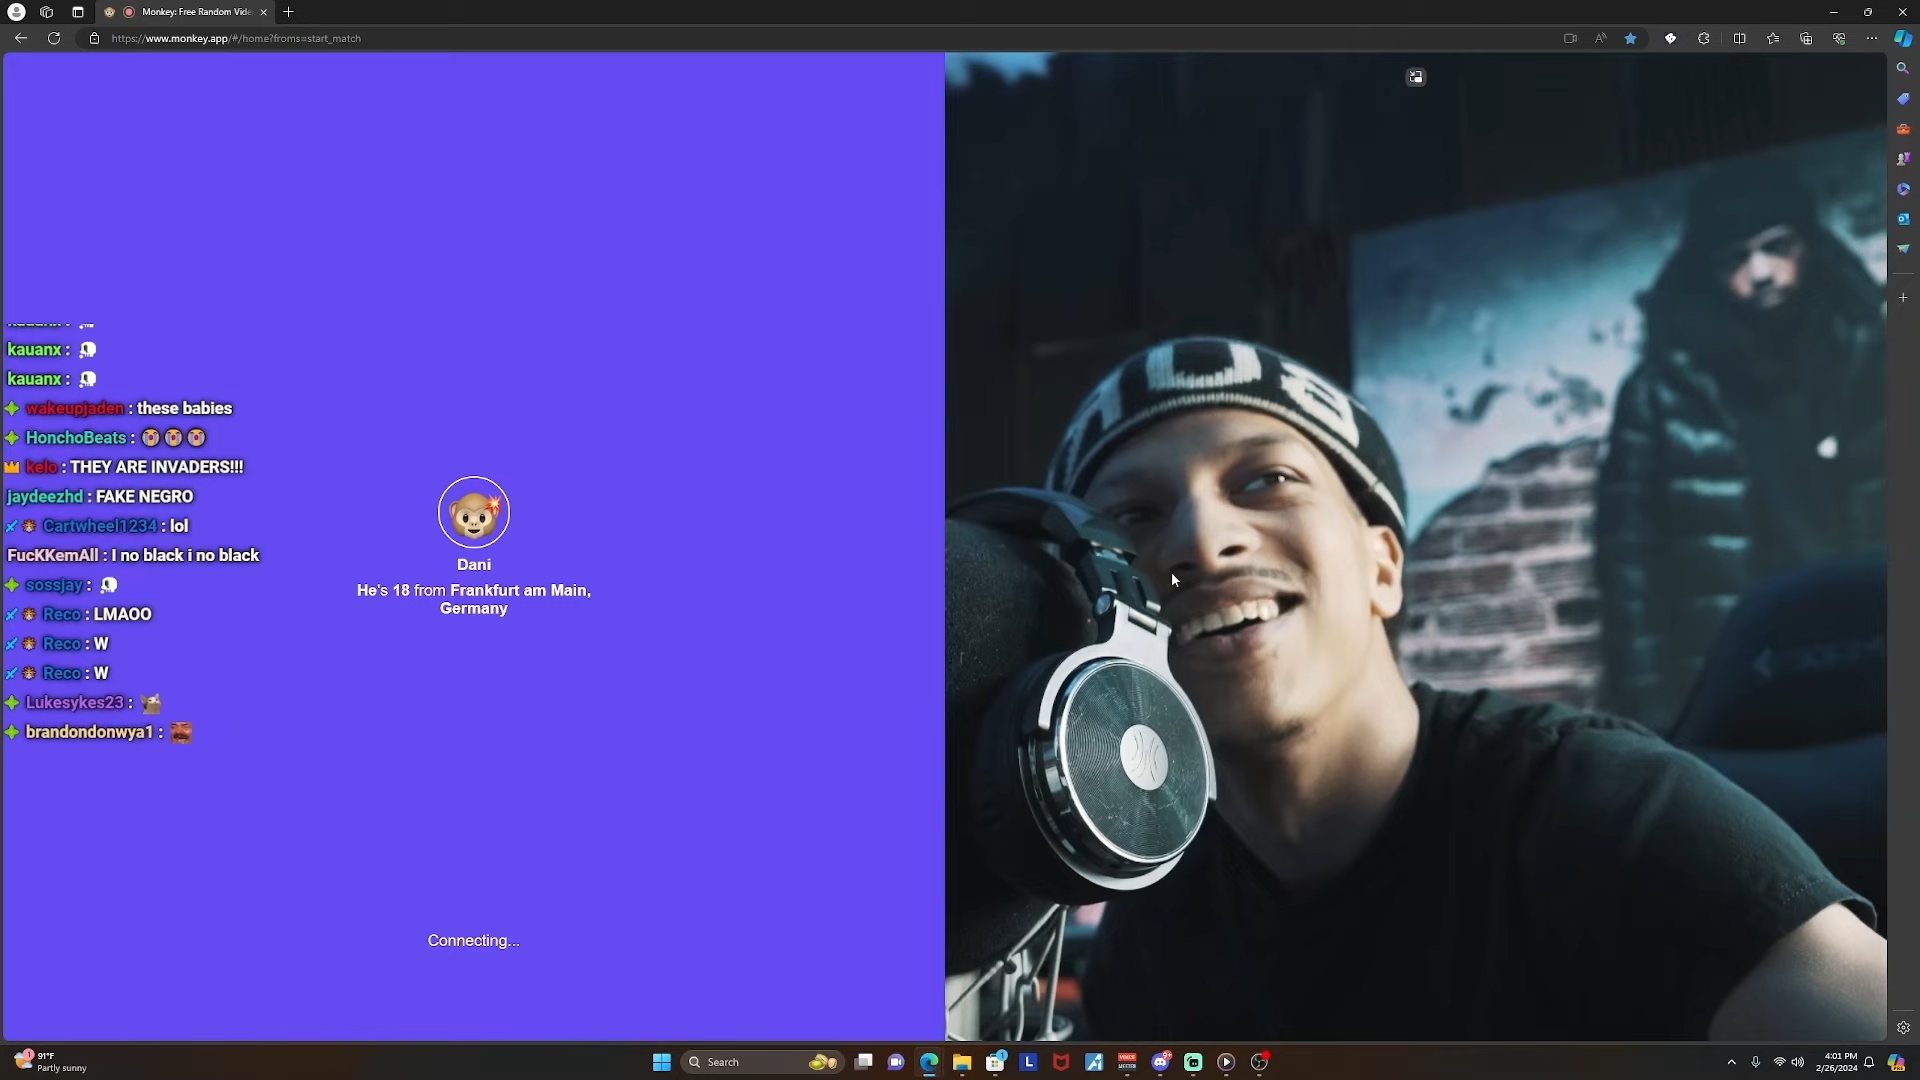 Monkey: Free Random Vide
https://www.monkey.app/#/home?froms=start_match
kauanx :
kauanx :
wakeupjaden : these babies
HonchoBeats : 😭😭😭
kelo : THEY ARE INVADERS!!!
jaydeezhd : FAKE NEGRO
Cartwheel1234 : lol
FucKKemAll : I no black i no black
sossjay :
Reco : LMAOO
Reco : W
Reco : W
Lukesykes23 :
brandondonwya1 :
Dani
He's 18 from Frankfurt am Main,
Germany
Connecting...
91°F
Partly sunny
Search
4:01 PM
2/26/2024